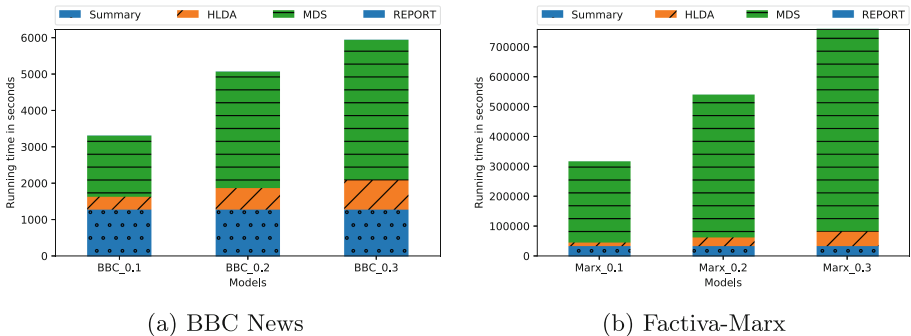 Summary HLDA MDS REPORT
6000
5000
4000
3000
2000
1000
0
Running time in seconds
BBC_0.1 BBC_0.2 BBC_0.3
Models
(a) BBC News
Summary HLDA MDS REPORT
700000
600000
500000
400000
300000
200000
100000
0
Running time in seconds
Marx_0.1 Marx_0.2 Marx_0.3
Models
(b) Factiva-Marx